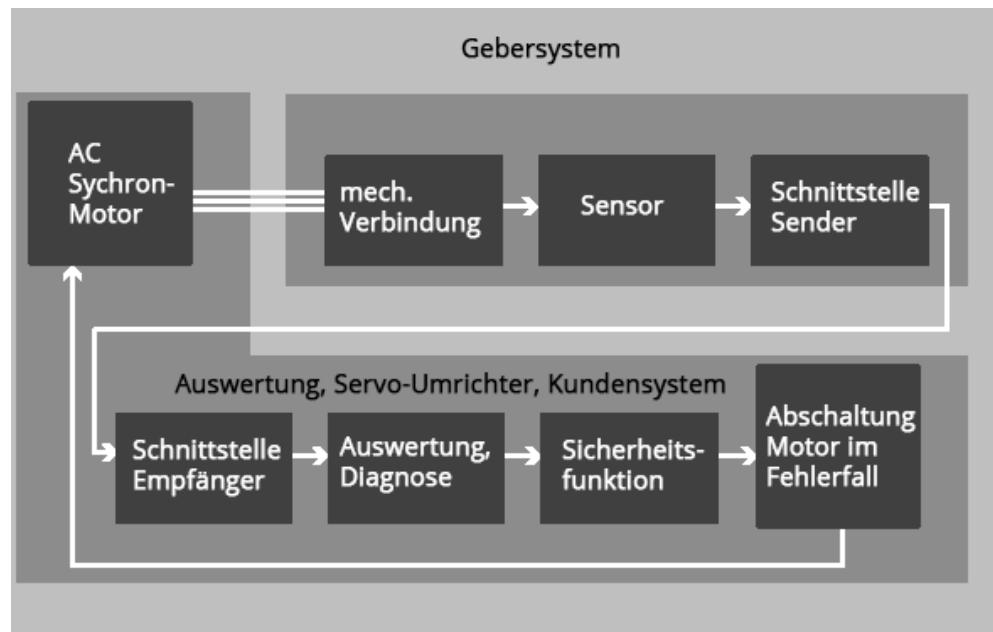 Gebersystem
AC
Sychron-
Motor
mech.
Verbindung
Sensor
Schnittstelle
Sender
Auswertung, Servo-Umrichter, Kundensystem
Schnittstelle
Empfänger
Auswertung,
Diagnose
Sicherheits-
funktion
Abschaltung
Motor im
Fehlerfall